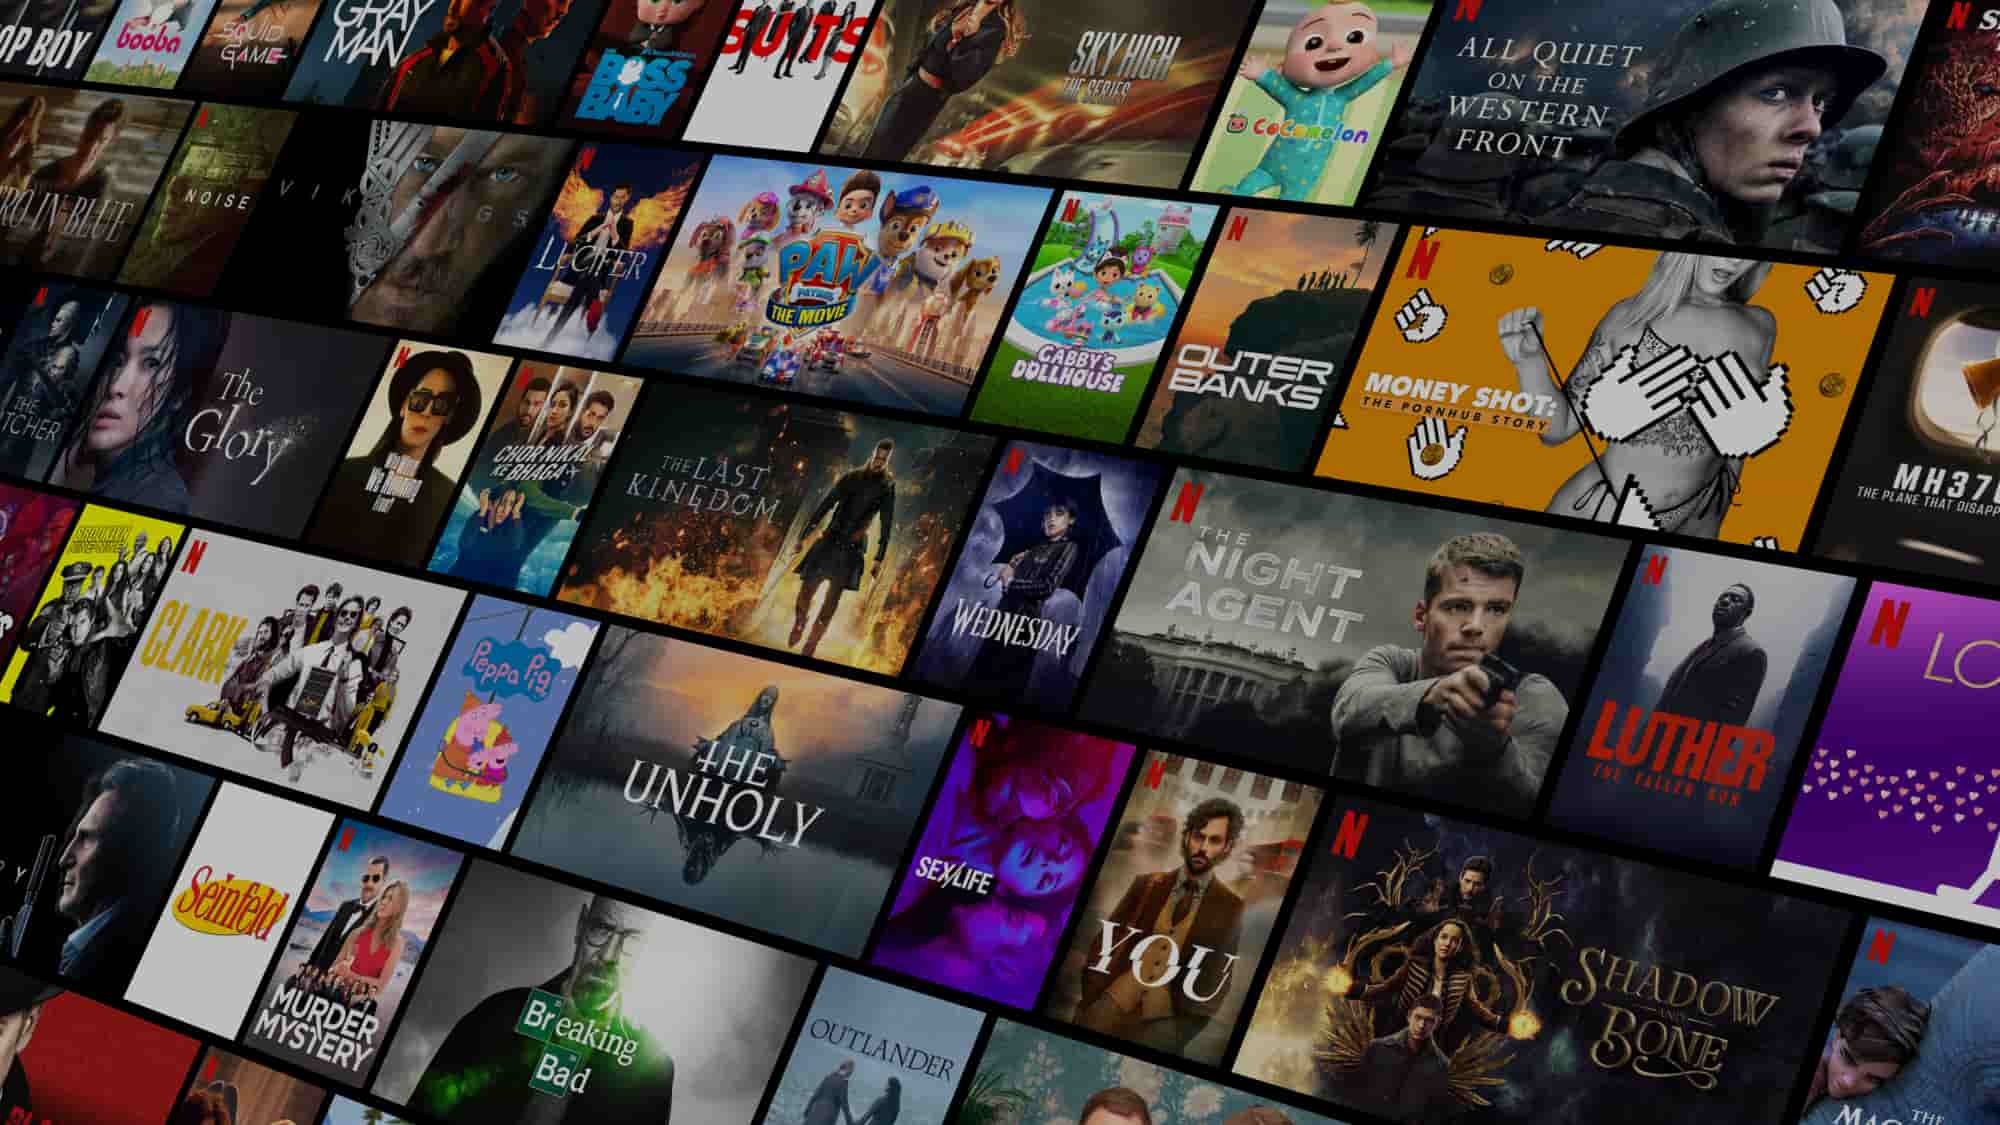 OP BOY
booba
SQUID
GAME
GRAY
MAN
BOSS
BABY
SUITS
SKY HIGH
THE SERIES
CoComelon
N
ALL QUIET
ON THE
WESTERN
FRONT
N
RO IN BLUE
N
NOISE
VIKINGS
N
LUCIFER
PAW
PATROL
THE MOVIE
N
GABBY'S
DOLLHOUSE
N
OUTER
BANKS
N
MONEY SHOT:
THE PORNHUB STORY
N
MH370
THE PLANE THAT DISAPP
N
THE
TCHER
N
The
Glory
N
CHOR NIKAL
KE BHAGA
THE LAST
KINGDOM
N
WEDNESDAY
N
THE
NIGHT
AGENT
N
LUTHER
THE FALLEN SUN
N
LO
BROOKLYN
N
CLARK
Peppa Pig
THE
UNHOLY
N
SEX/LIFE
N
YOU
N
SHADOW
AND
BONE
N
THE
MAG
Seinfeld
N
MURDER
MYSTERY
Breaking
Bad
OUTLANDER